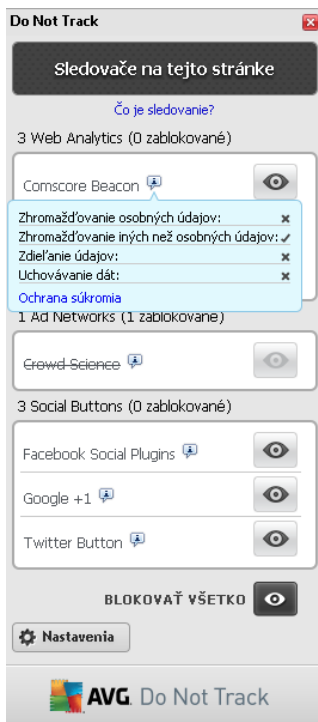 Do Not Track
Sledovače na tejto stránke
Čo je sledovanie?
3 Web Analytics (0 zablokované)
Comscore Beacon
Zhromažďovanie osobných údajov:
Zhromažďovanie iných než osobných údajov:
Zdieľanie údajov:
Uchovávanie dát:
Ochrana súkromia
1 Ad Networks (1 zablokované)
Crowd Science
3 Social Buttons (0 zablokované)
Facebook Social Plugins
Google +1
Twitter Button
BLOKOVAŤ VŠETKO
Nastavenia
AVG. Do Not Track